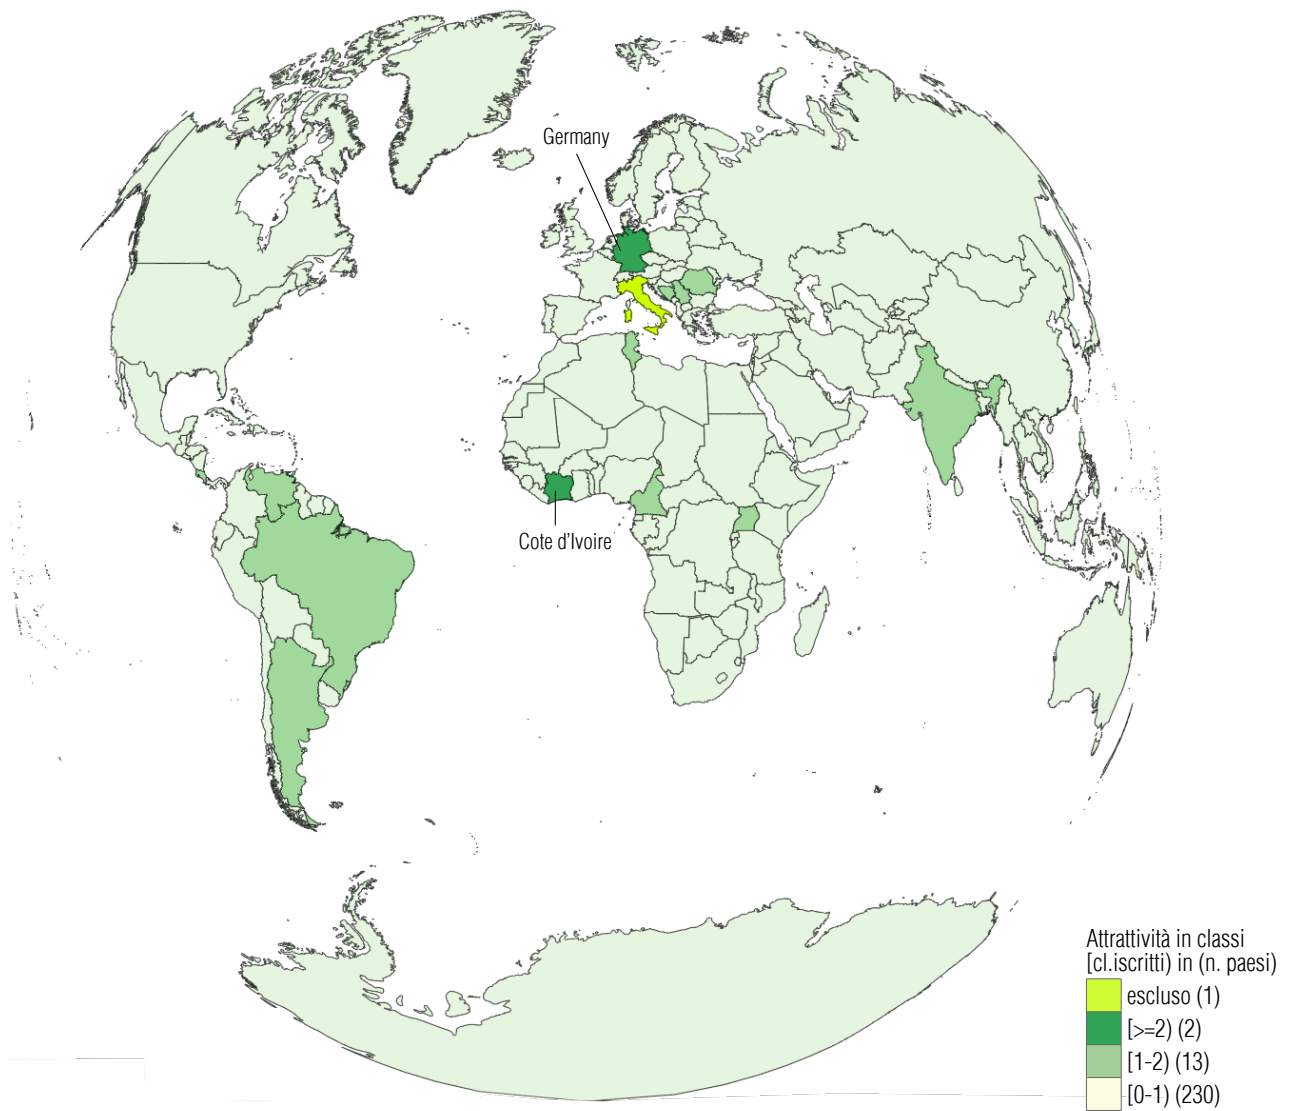 Germany
Cote d'Ivoire
Attrattività in classi
[cl.iscritti) in (n. paesi)
escluso (1)
[>=2) (2)
[1-2) (13)
[0-1) (230)